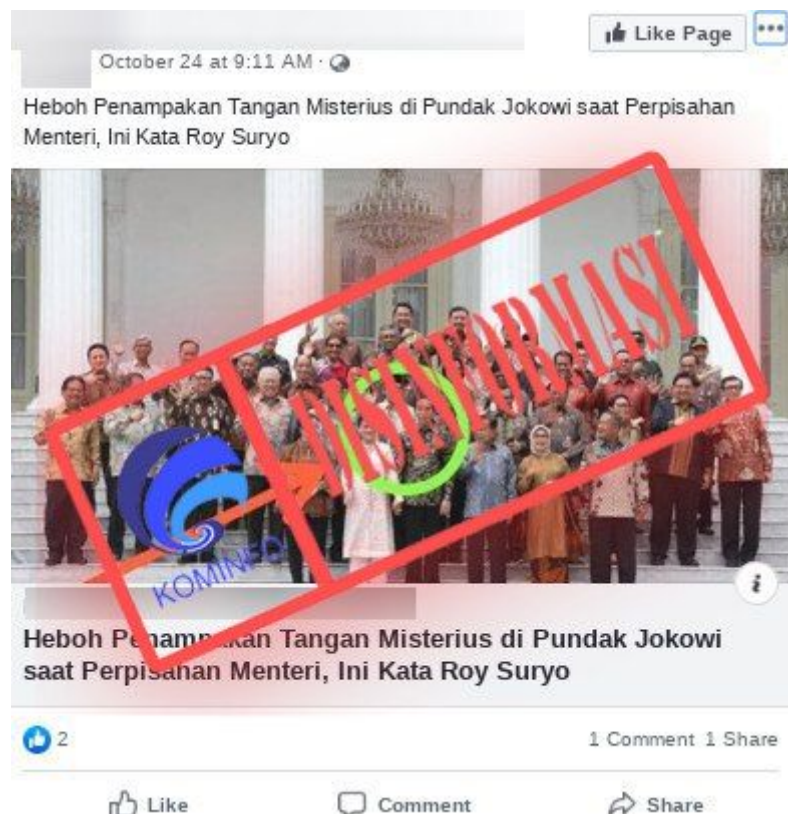 Like Page
October 24 at 9:11 AM
Heboh Penampakan Tangan Misterius di Pundak Jokowi saat Perpisahan
Menteri, Ini Kata Roy Suryo
DISINFORMASI
KOMINFO
Heboh Penampakan Tangan Misterius di Pundak Jokowi
saat Perpisahan Menteri, Ini Kata Roy Suryo
2
1 Comment 1 Share
Like
Comment
Share